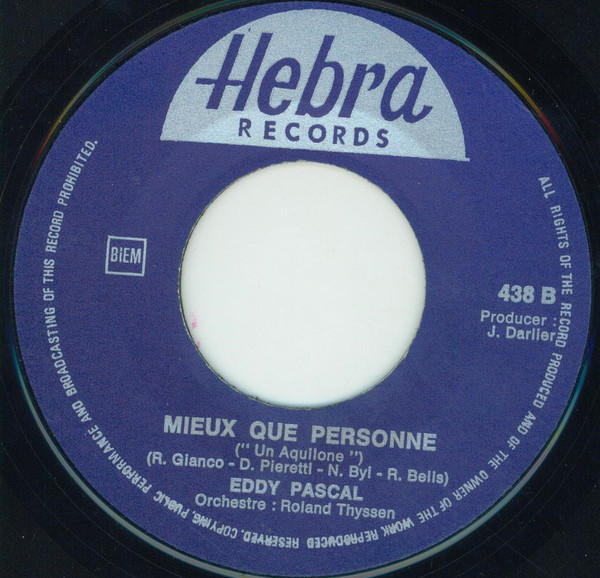 Hebra
RECORDS
BIEM
438 B
Producer :
J. Darlier
MIEUX QUE PERSONNE
(" Un Aquilone ")
(R. Gianco - D. Pieretti - N. Byl - R. Bells)
EDDY PASCAL
Orchestre : Roland Thyssen
ALL RIGHTS OF THE RECORD PRODUCED AND OF THE OWNER OF THE WORK REPRODUCED RESERVED. COPYING, PUBLIC PERFORMANCE AND BROADCASTING OF THIS RECORD PROHIBITED.